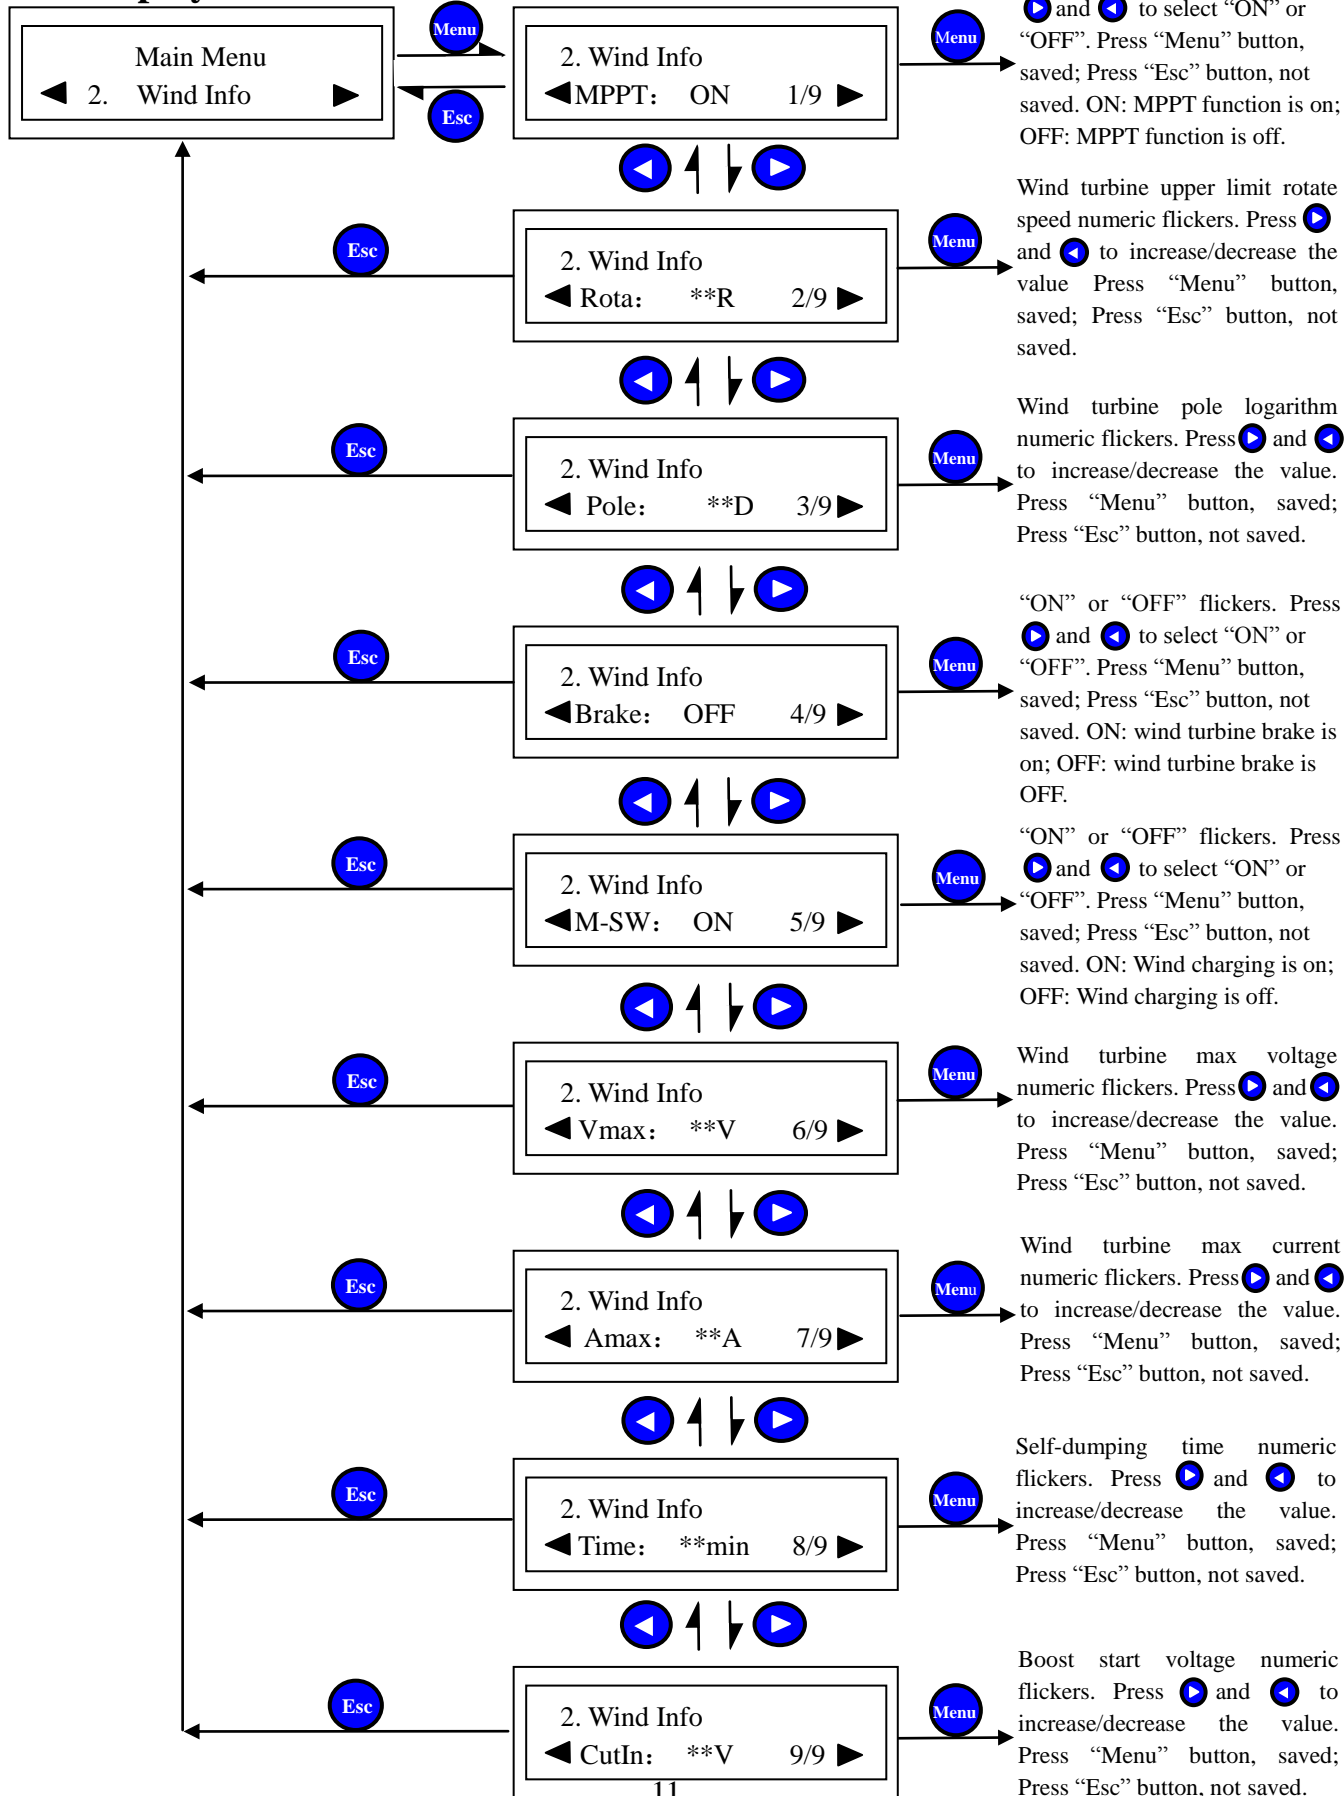 Main Menu
2. Wind Info
Menu
Esc
2. Wind Info
MPPT: ON 1/9
Menu
and to select “ON” or
“OFF”. Press “Menu” button,
saved; Press “Esc” button, not
saved. ON: MPPT function is on;
OFF: MPPT function is off.
Esc
2. Wind Info
Rota: **R 2/9
Menu
Wind turbine upper limit rotate
speed numeric flickers. Press
and to increase/decrease the
value Press “Menu” button,
saved; Press “Esc” button, not
saved.
Esc
2. Wind Info
Pole: **D 3/9
Menu
Wind turbine pole logarithm
numeric flickers. Press and
to increase/decrease the value.
Press “Menu” button, saved;
Press “Esc” button, not saved.
Esc
2. Wind Info
Brake: OFF 4/9
Menu
“ON” or “OFF” flickers. Press
and to select “ON” or
“OFF”. Press “Menu” button,
saved; Press “Esc” button, not
saved. ON: wind turbine brake is
on; OFF: wind turbine brake is
OFF.
Esc
2. Wind Info
M-SW: ON 5/9
Menu
“ON” or “OFF” flickers. Press
and to select “ON” or
“OFF”. Press “Menu” button,
saved; Press “Esc” button, not
saved. ON: Wind charging is on;
OFF: Wind charging is off.
Esc
2. Wind Info
Vmax: **V 6/9
Menu
Wind turbine max voltage
numeric flickers. Press and
to increase/decrease the value.
Press “Menu” button, saved;
Press “Esc” button, not saved.
Esc
2. Wind Info
Amax: **A 7/9
Menu
Wind turbine max current
numeric flickers. Press and
to increase/decrease the value.
Press “Menu” button, saved;
Press “Esc” button, not saved.
Esc
2. Wind Info
Time: **min 8/9
Menu
Self-dumping time numeric
flickers. Press and to
increase/decrease the value.
Press “Menu” button, saved;
Press “Esc” button, not saved.
Esc
2. Wind Info
CutIn: **V 9/9
Menu
Boost start voltage numeric
flickers. Press and to
increase/decrease the value.
Press “Menu” button, saved;
Press “Esc” button, not saved.
11